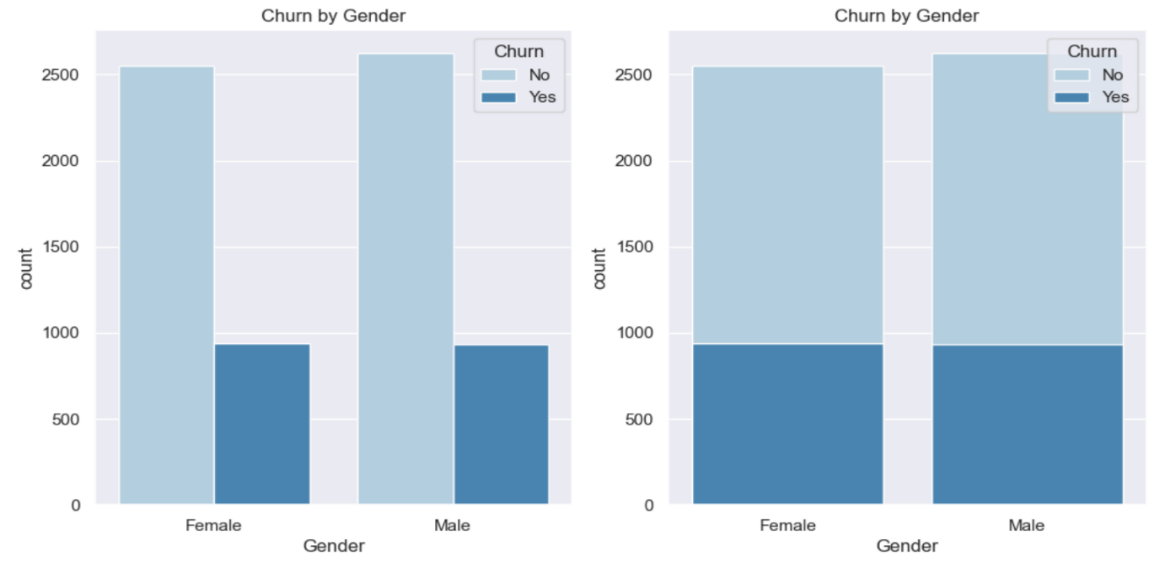 Churn by Gender
Churn
No
Yes
2500
2000
1500
1000
500
0
count
Female
Male
Gender
Churn by Gender
Churn
No
Yes
2500
2000
1500
1000
500
0
count
Female
Male
Gender